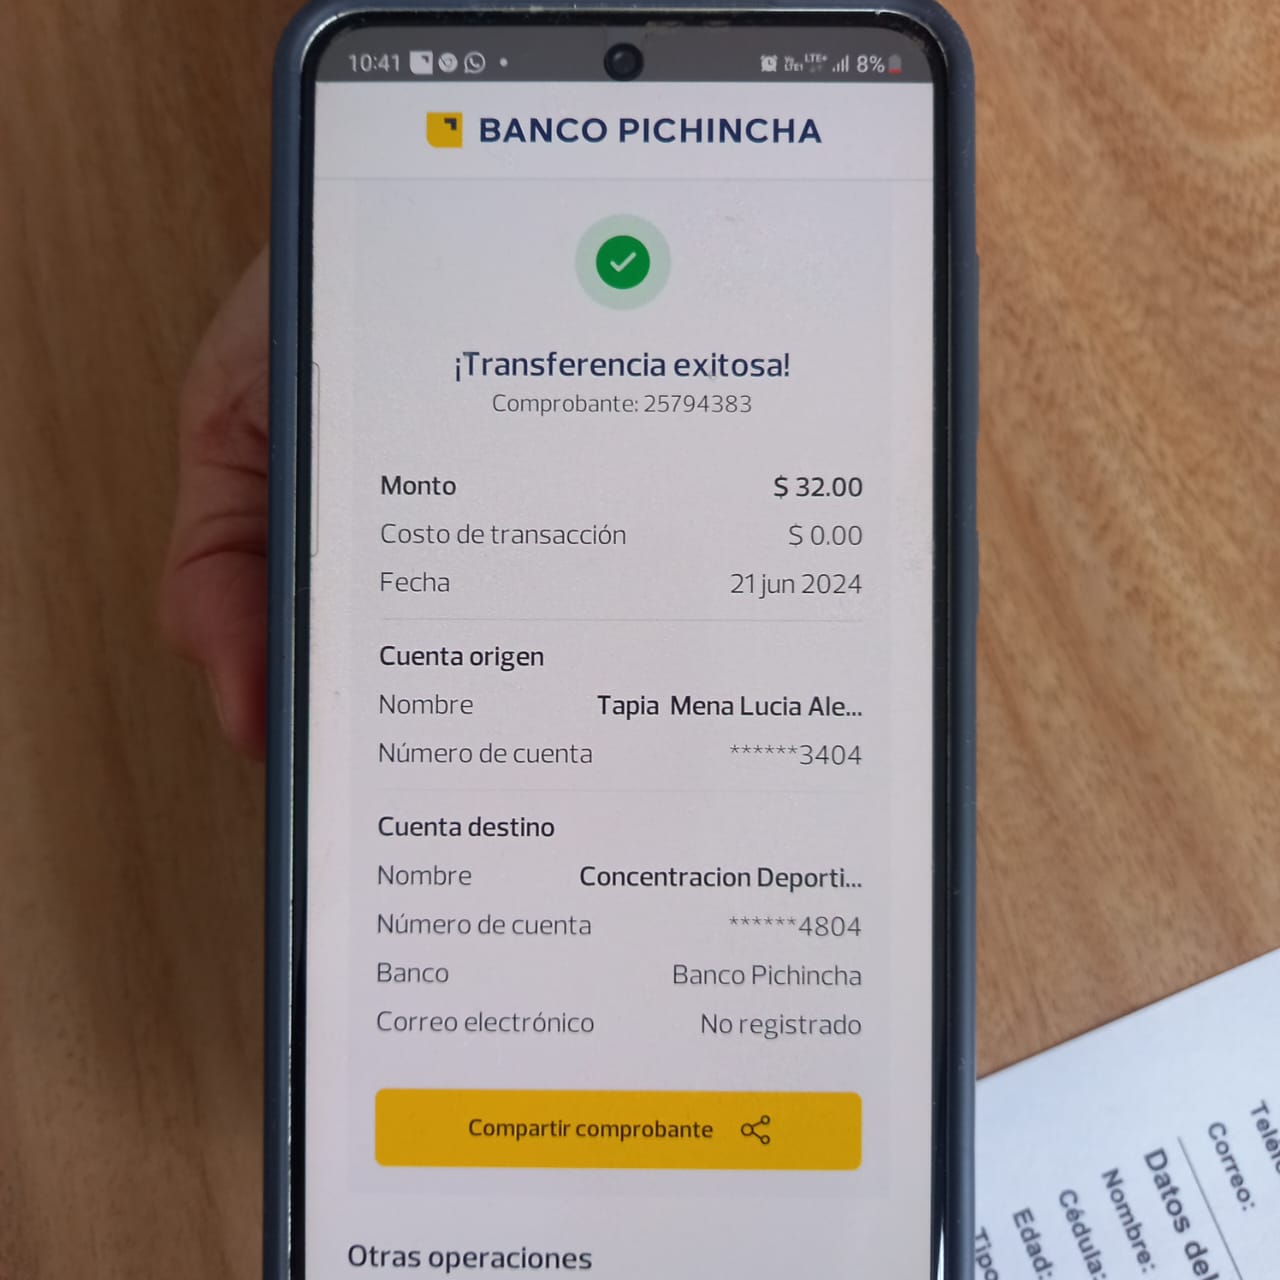 10:41
LTE+ 8%
BANCO PICHINCHA
¡Transferencia exitosa!
Comprobante: 25794383
Monto $ 32.00
Costo de transacción $ 0.00
Fecha 21 jun 2024
Cuenta origen
Nombre Tapia Mena Lucia Ale...
Número de cuenta ******3404
Cuenta destino
Nombre Concentracion Deporti...
Número de cuenta ******4804
Banco Banco Pichincha
Correo electrónico No registrado
Compartir comprobante
Otras operaciones
Correo:
Datos del
Nombre:
Cédula:
Edad:
Tipo